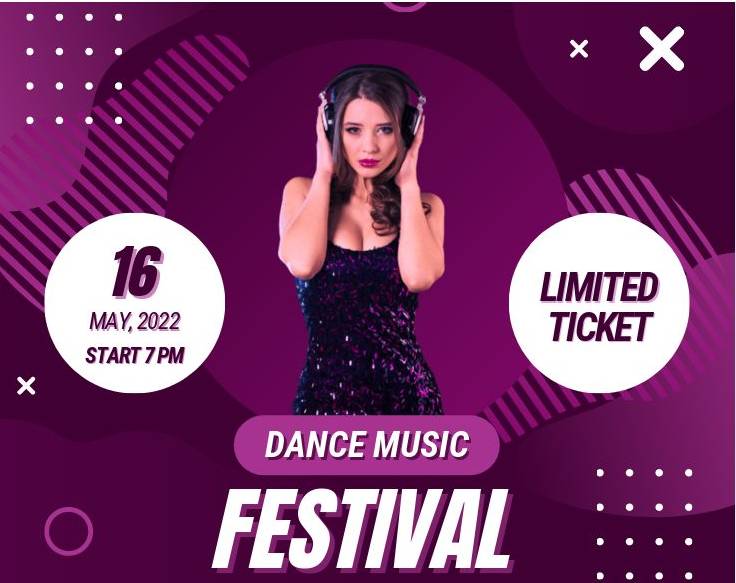 16
MAY, 2022
START 7 PM
LIMITED
TICKET
DANCE MUSIC
FESTIVAL